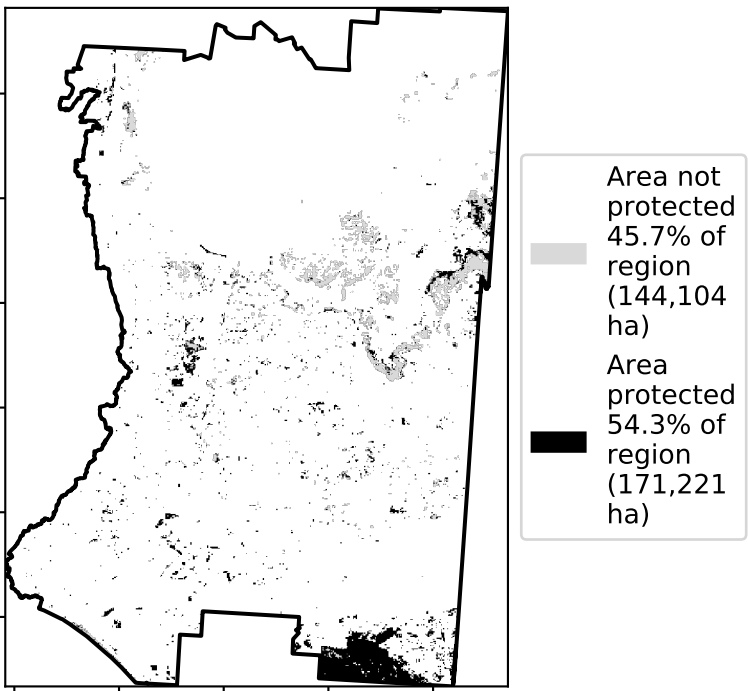 Area not
protected
45.7% of
region
(144,104
ha)
Area
protected
54.3% of
region
(171,221
ha)